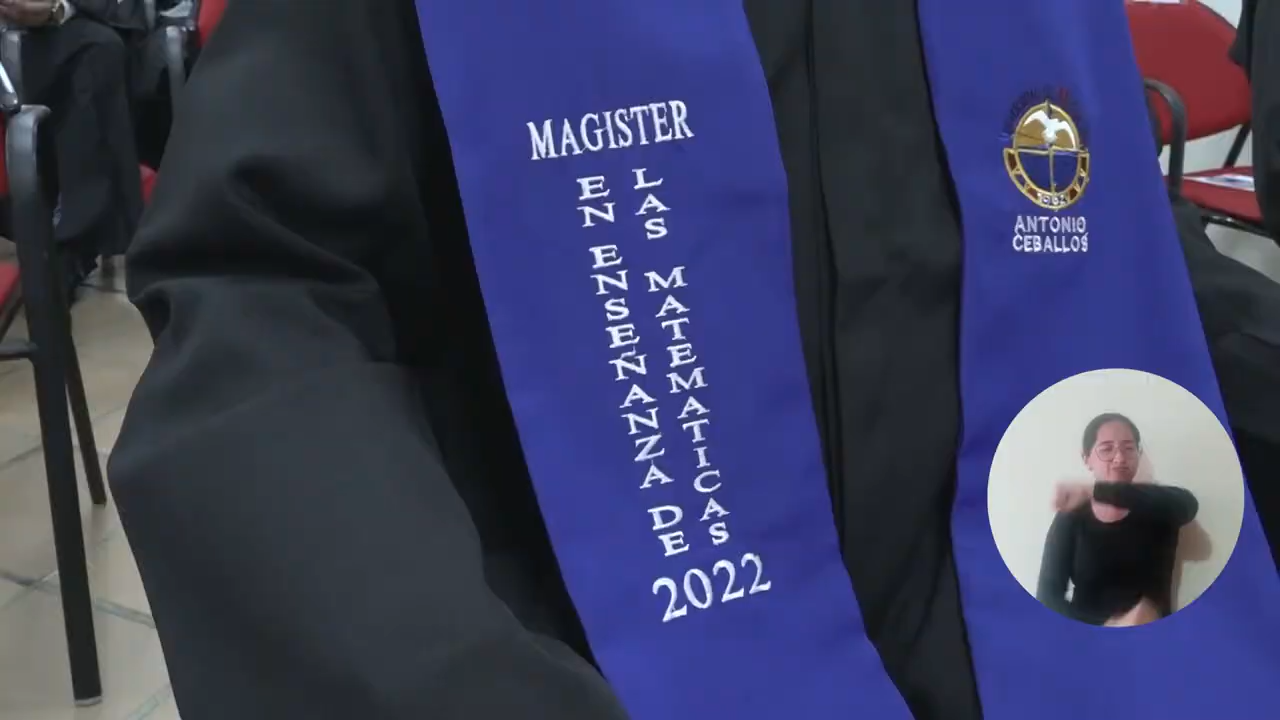 MAGISTER
EN ENSEÑANZA DE
LAS MATEMATICAS
2022
ANTONIO
CEBALLOS